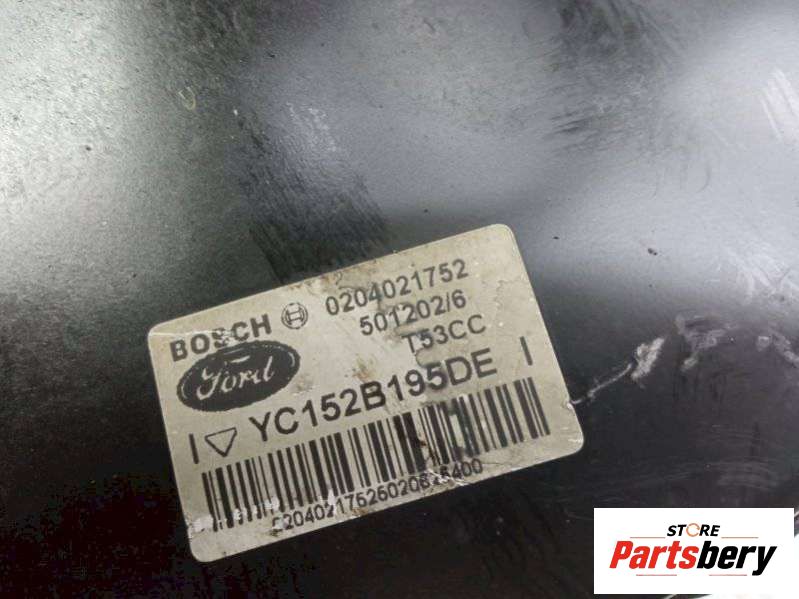 BOSCH 0204021752
501202/6
T53CC
Ford
YC152B195DE
STORE
Partsbery